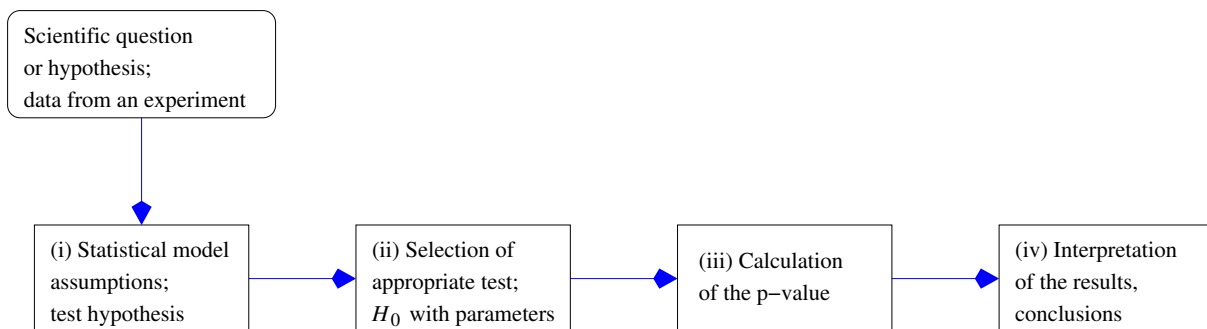 Scientific question
or hypothesis;
data from an experiment
(i) Statistical model
assumptions;
test hypothesis
(ii) Selection of
appropriate test;
H₀ with parameters
(iii) Calculation
of the p−value
(iv) Interpretation
of the results,
conclusions